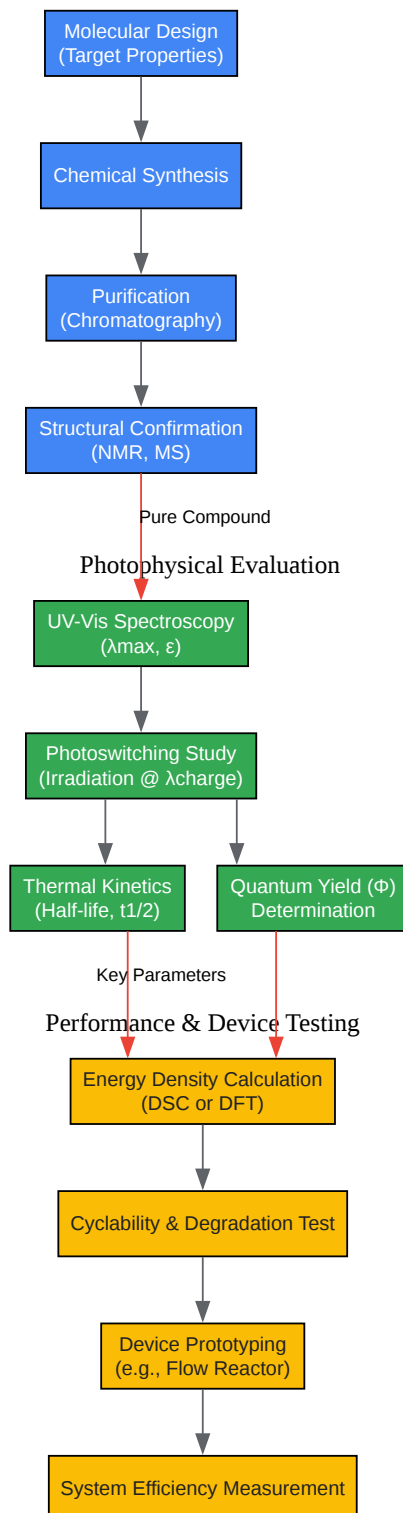 Molecular Design
(Target Properties)
Chemical Synthesis
Purification
(Chromatography)
Structural Confirmation
(NMR, MS)
Pure Compound
Photophysical Evaluation
UV-Vis Spectroscopy
(λmax, ε)
Photoswitching Study
(Irradiation @ λcharge)
Thermal Kinetics
(Half-life, t1/2)
Quantum Yield (Φ)
Determination
Key Parameters
Performance & Device Testing
Energy Density Calculation
(DSC or DFT)
Cyclability & Degradation Test
Device Prototyping
(e.g., Flow Reactor)
System Efficiency Measurement